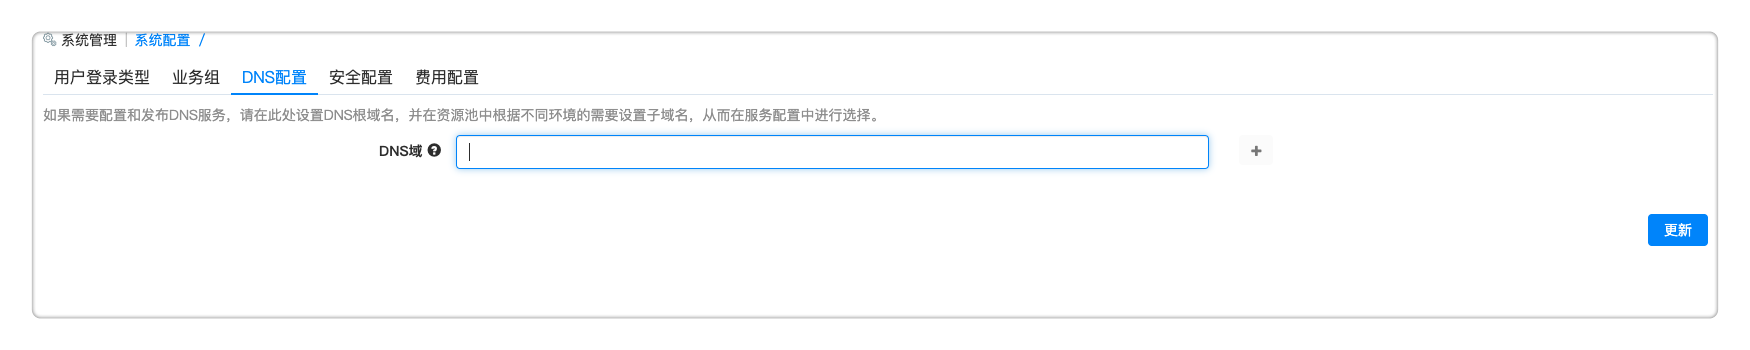 系统管理 系统配置 /
用户登录类型 业务组 DNS配置 安全配置 费用配置
如果需要配置和发布DNS服务，请在此处设置DNS根域名，并在资源池中根据不同环境的需要设置子域名，从而在服务配置中进行选择。
DNS域 ? +
更新